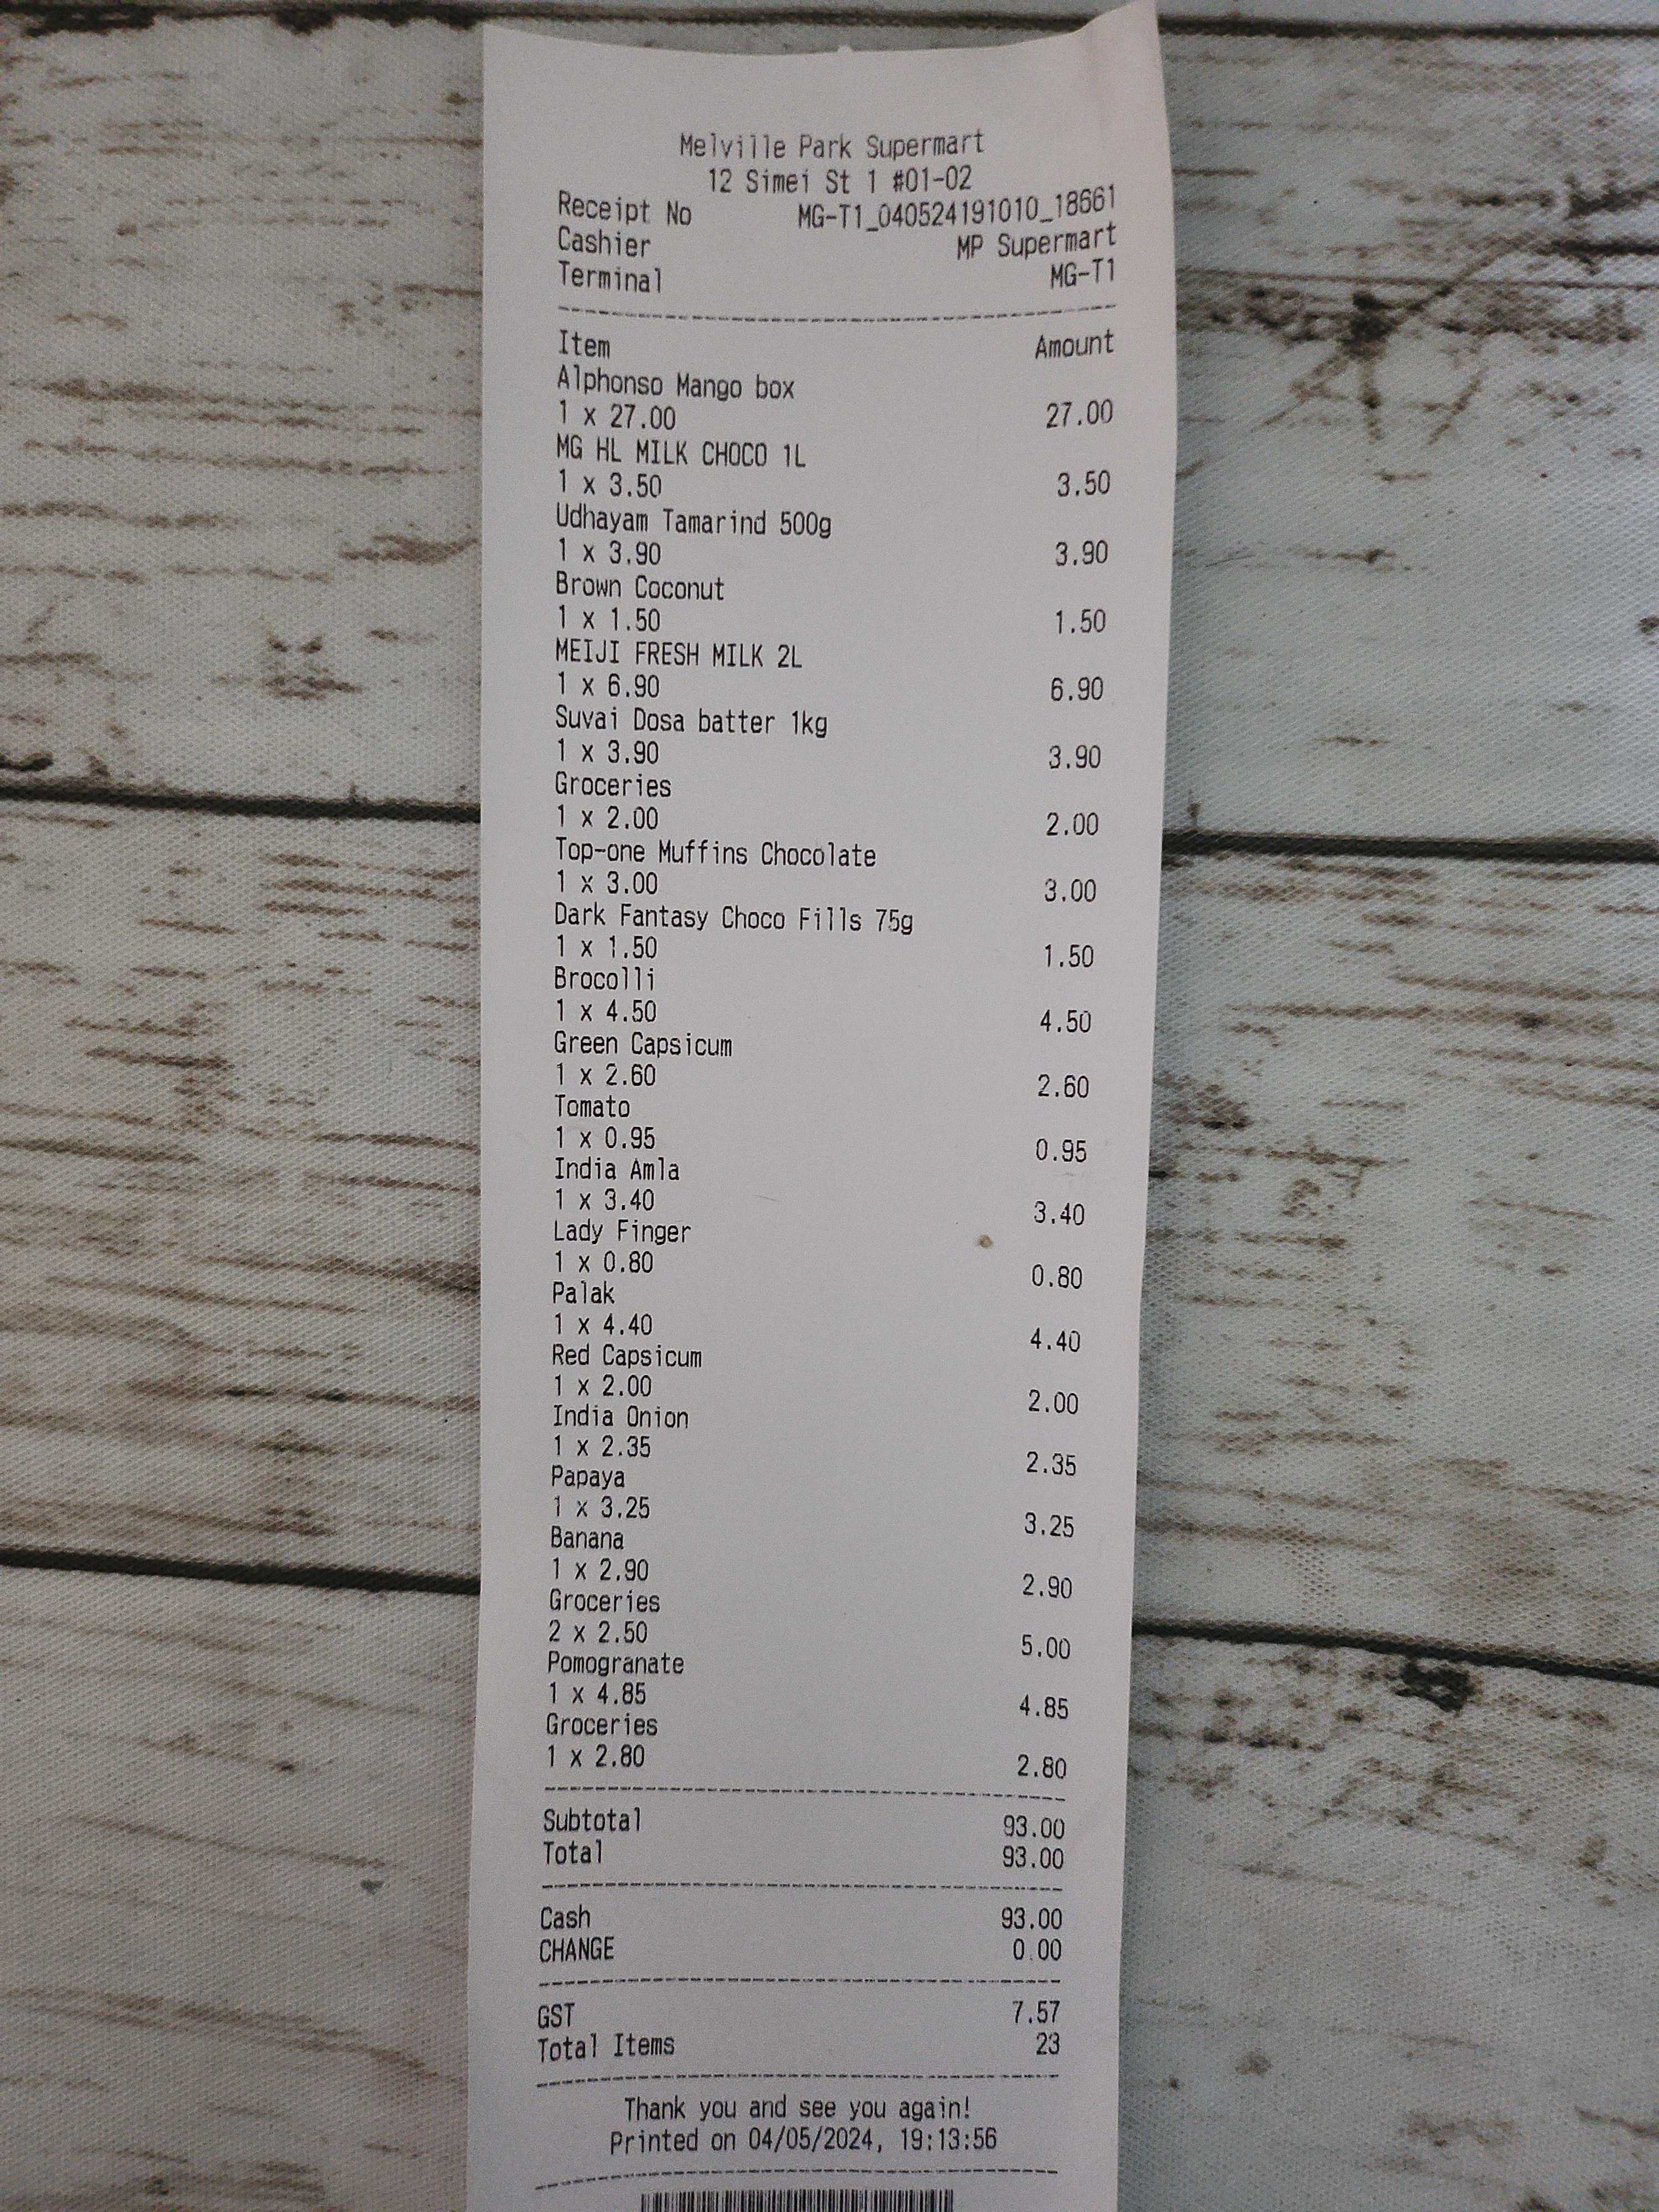 Melville Park Supermart
12 Simei St 1 #01-02
Receipt No MG-T1_040524191010_18661
Cashier MP Supermart
Terminal MG-T1
Item Amount
Alphonso Mango box
1 x 27.00 27.00
MG HL MILK CHOCO 1L
1 x 3.50 3.50
Udhayam Tamarind 500g
1 x 3.90 3.90
Brown Coconut
1 x 1.50 1.50
MEIJI FRESH MILK 2L
1 x 6.90 6.90
Suvai Dosa batter 1kg
1 x 3.90 3.90
Groceries
1 x 2.00 2.00
Top-one Muffins Chocolate
1 x 3.00 3.00
Dark Fantasy Choco Fills 75g
1 x 1.50 1.50
Brocolli
1 x 4.50 4.50
Green Capsicum
1 x 2.60 2.60
Tomato
1 x 0.95 0.95
India Amla
1 x 3.40 3.40
Lady Finger
1 x 0.80 0.80
Palak
1 x 4.40 4.40
Red Capsicum
1 x 2.00 2.00
India Onion
1 x 2.35 2.35
Papaya
1 x 3.25 3.25
Banana
1 x 2.90 2.90
Groceries
2 x 2.50 5.00
Pomogranate
1 x 4.85 4.85
Groceries
1 x 2.80 2.80
Subtotal 93.00
Total 93.00
Cash 93.00
CHANGE 0.00
GST 7.57
Total Items 23
Thank you and see you again!
Printed on 04/05/2024, 19:13:56